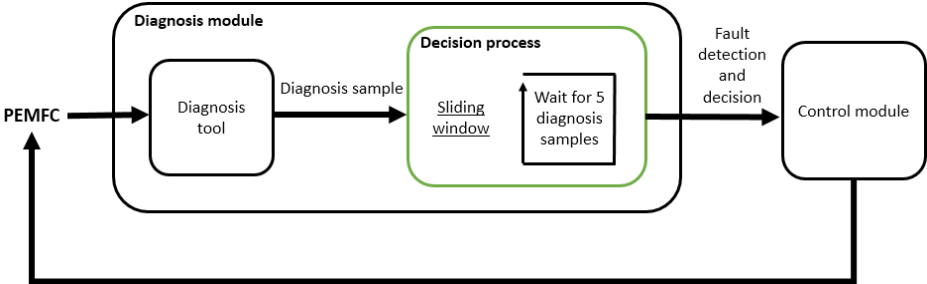 Diagnosis module
Decision process
Fault
detection
and
decision
PEMFC
Diagnosis
tool
Diagnosis sample
Sliding
window
Wait for 5
diagnosis
samples
Control module